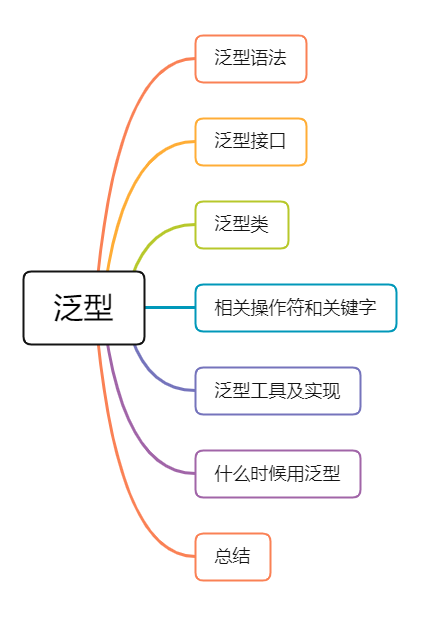 泛型语法
泛型接口
泛型类
泛型
相关操作符和关键字
泛型工具及实现
什么时候用泛型
总结